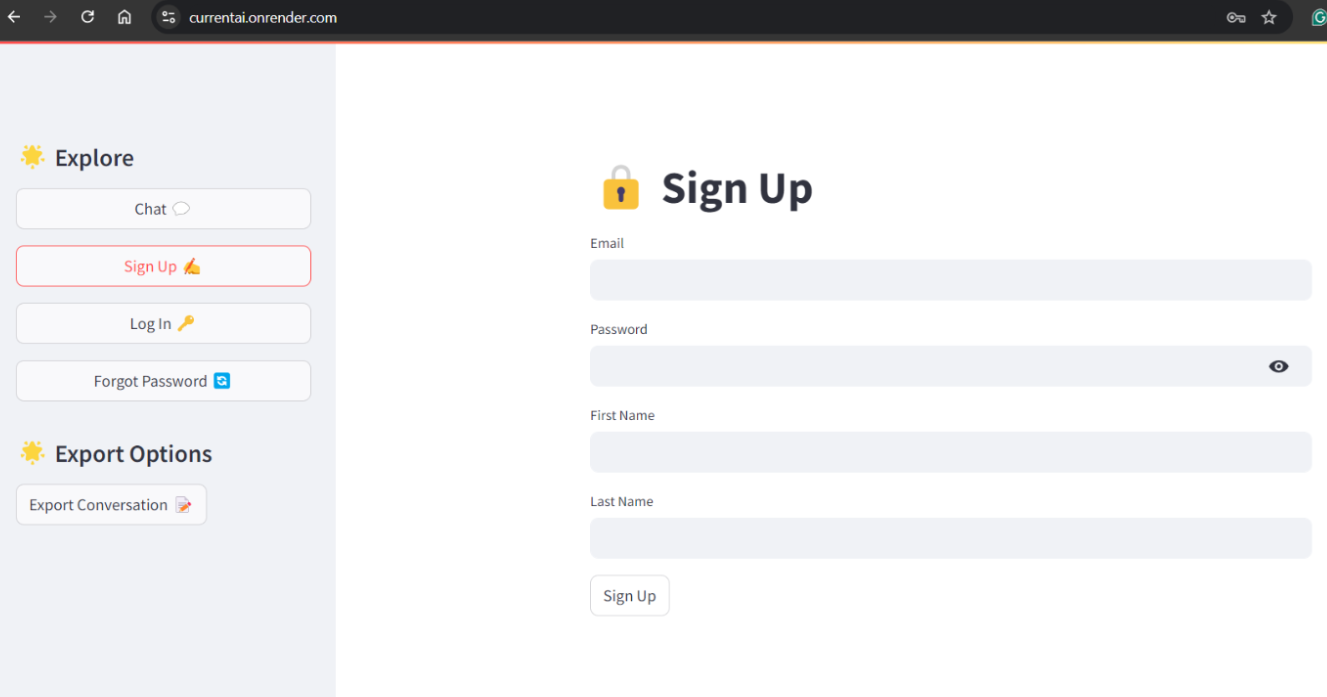 currentai.onrender.com
Explore
Chat
Sign Up
Log In
Forgot Password
Export Options
Export Conversation
Sign Up
Email
Password
First Name
Last Name
Sign Up